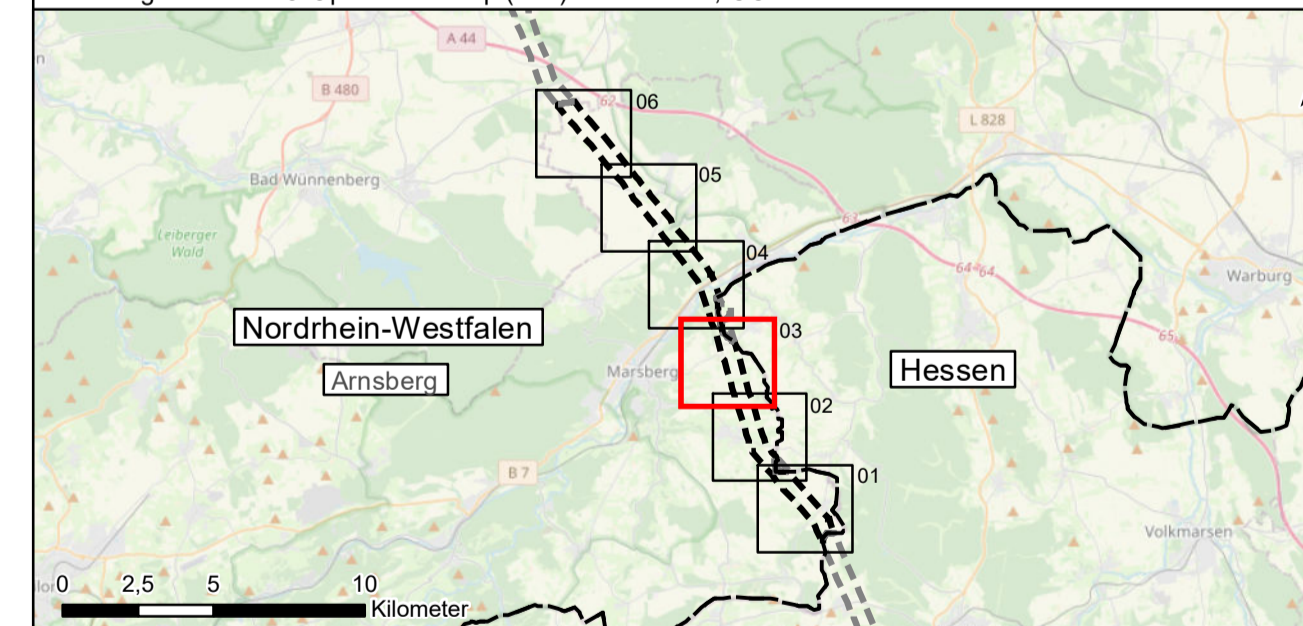 A 44
B 480
62
06
L 828
Bad Wünnenberg
05
63
Leiberger
Wald
04
64
64
Warburg
Nordrhein-Westfalen
03
65
Arnsberg
Marsberg
Hessen
02
B 7
01
Volkmarsen
0 2,5 5 10
Kilometer